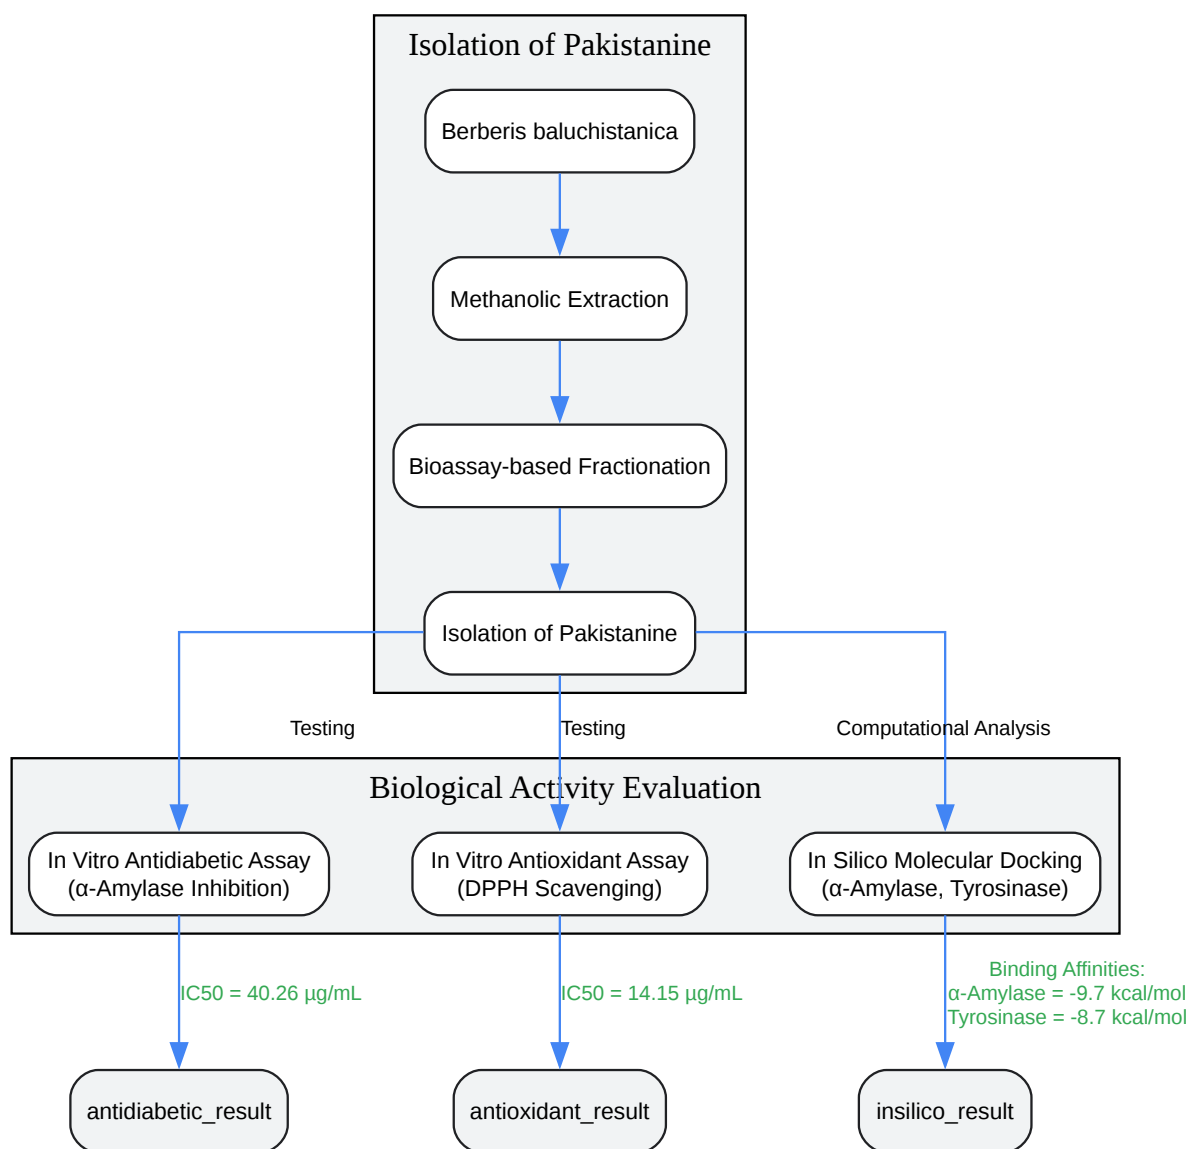 Isolation of Pakistanine
Berberis baluchistanica
Methanolic Extraction
Bioassay-based Fractionation
Isolation of Pakistanine
Testing
Testing
Computational Analysis
Biological Activity Evaluation
In Vitro Antidiabetic Assay
(α-Amylase Inhibition)
In Vitro Antioxidant Assay
(DPPH Scavenging)
In Silico Molecular Docking
(α-Amylase, Tyrosinase)
IC50 = 40.26 µg/mL
IC50 = 14.15 µg/mL
Binding Affinities:
α-Amylase = -9.7 kcal/mol
Tyrosinase = -8.7 kcal/mol
antidiabetic_result
antioxidant_result
insilico_result